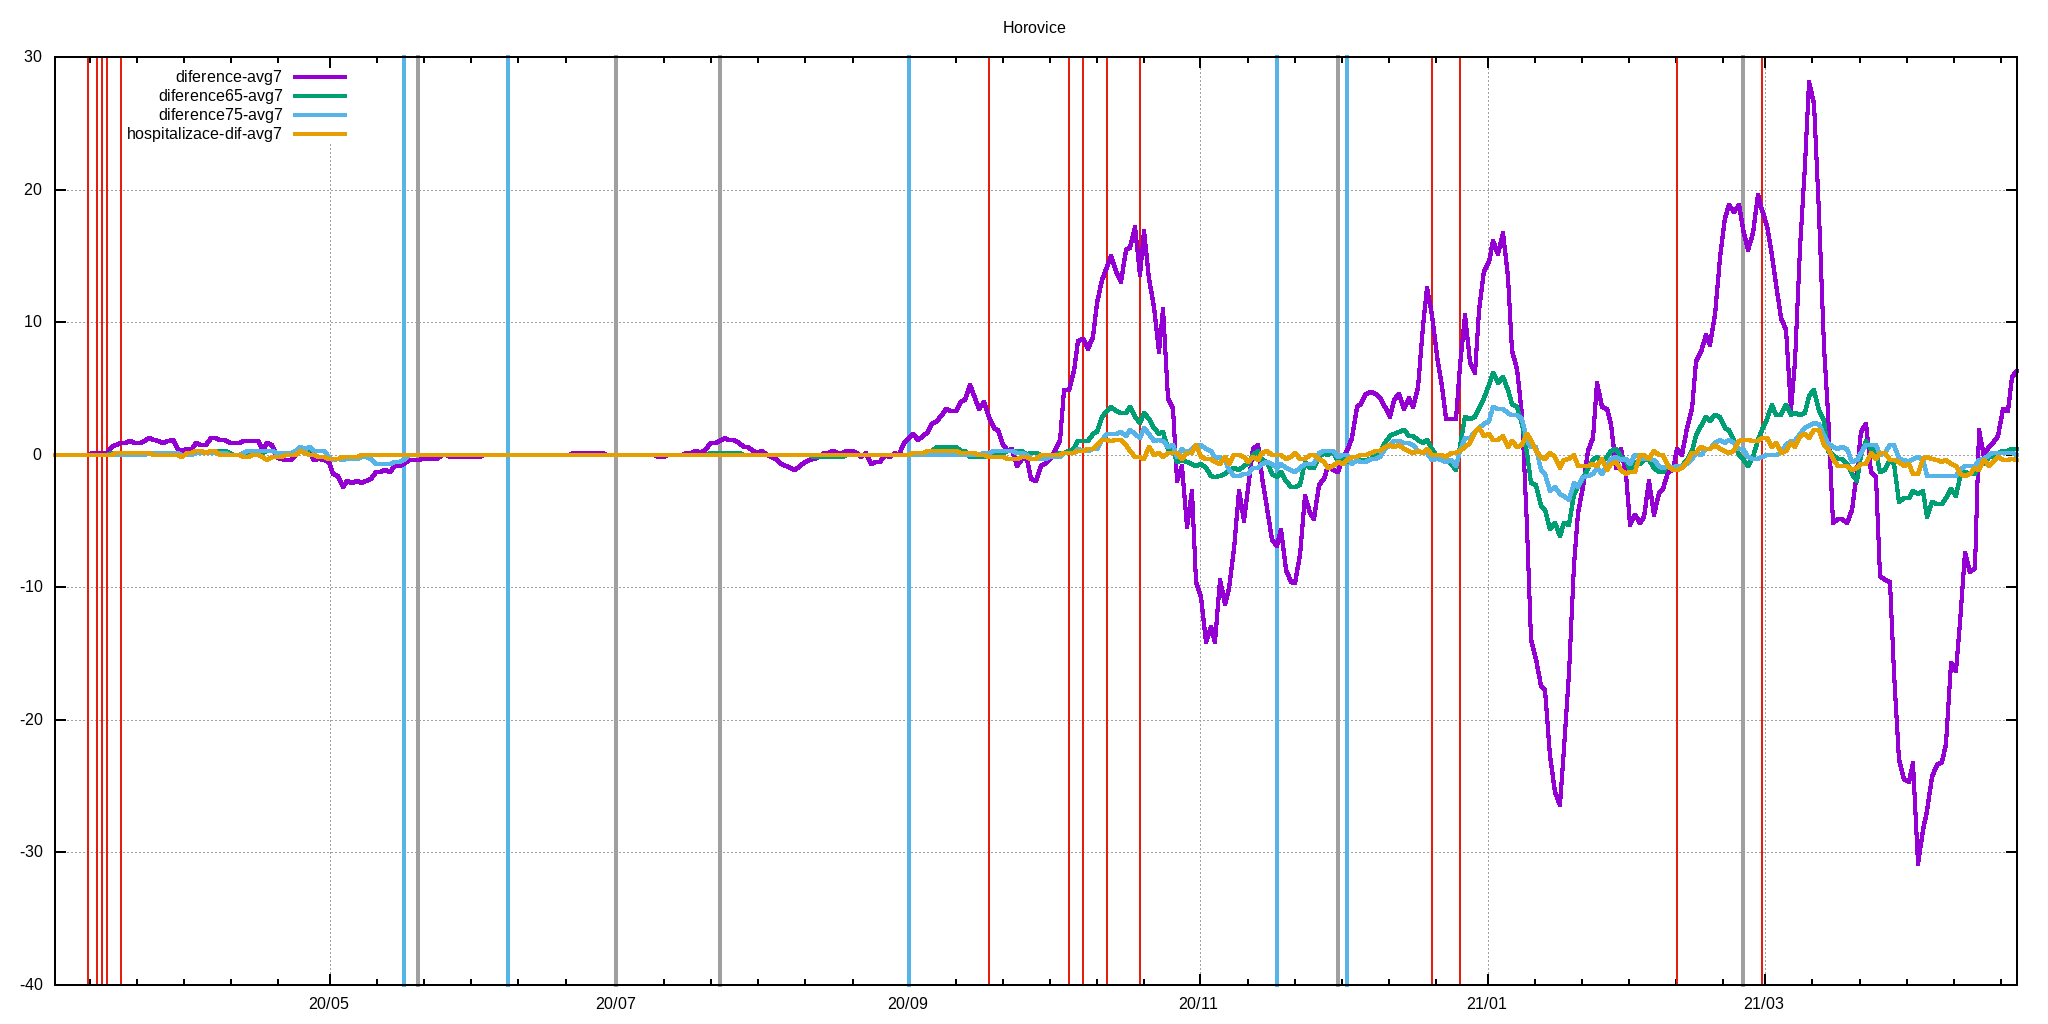 Horovice
30
20
10
0
-10
-20
-30
-40
diference-avg7
diference65-avg7
diference75-avg7
hospitalizace-dif-avg7
20/05 20/07 20/09 20/11 21/01 21/03